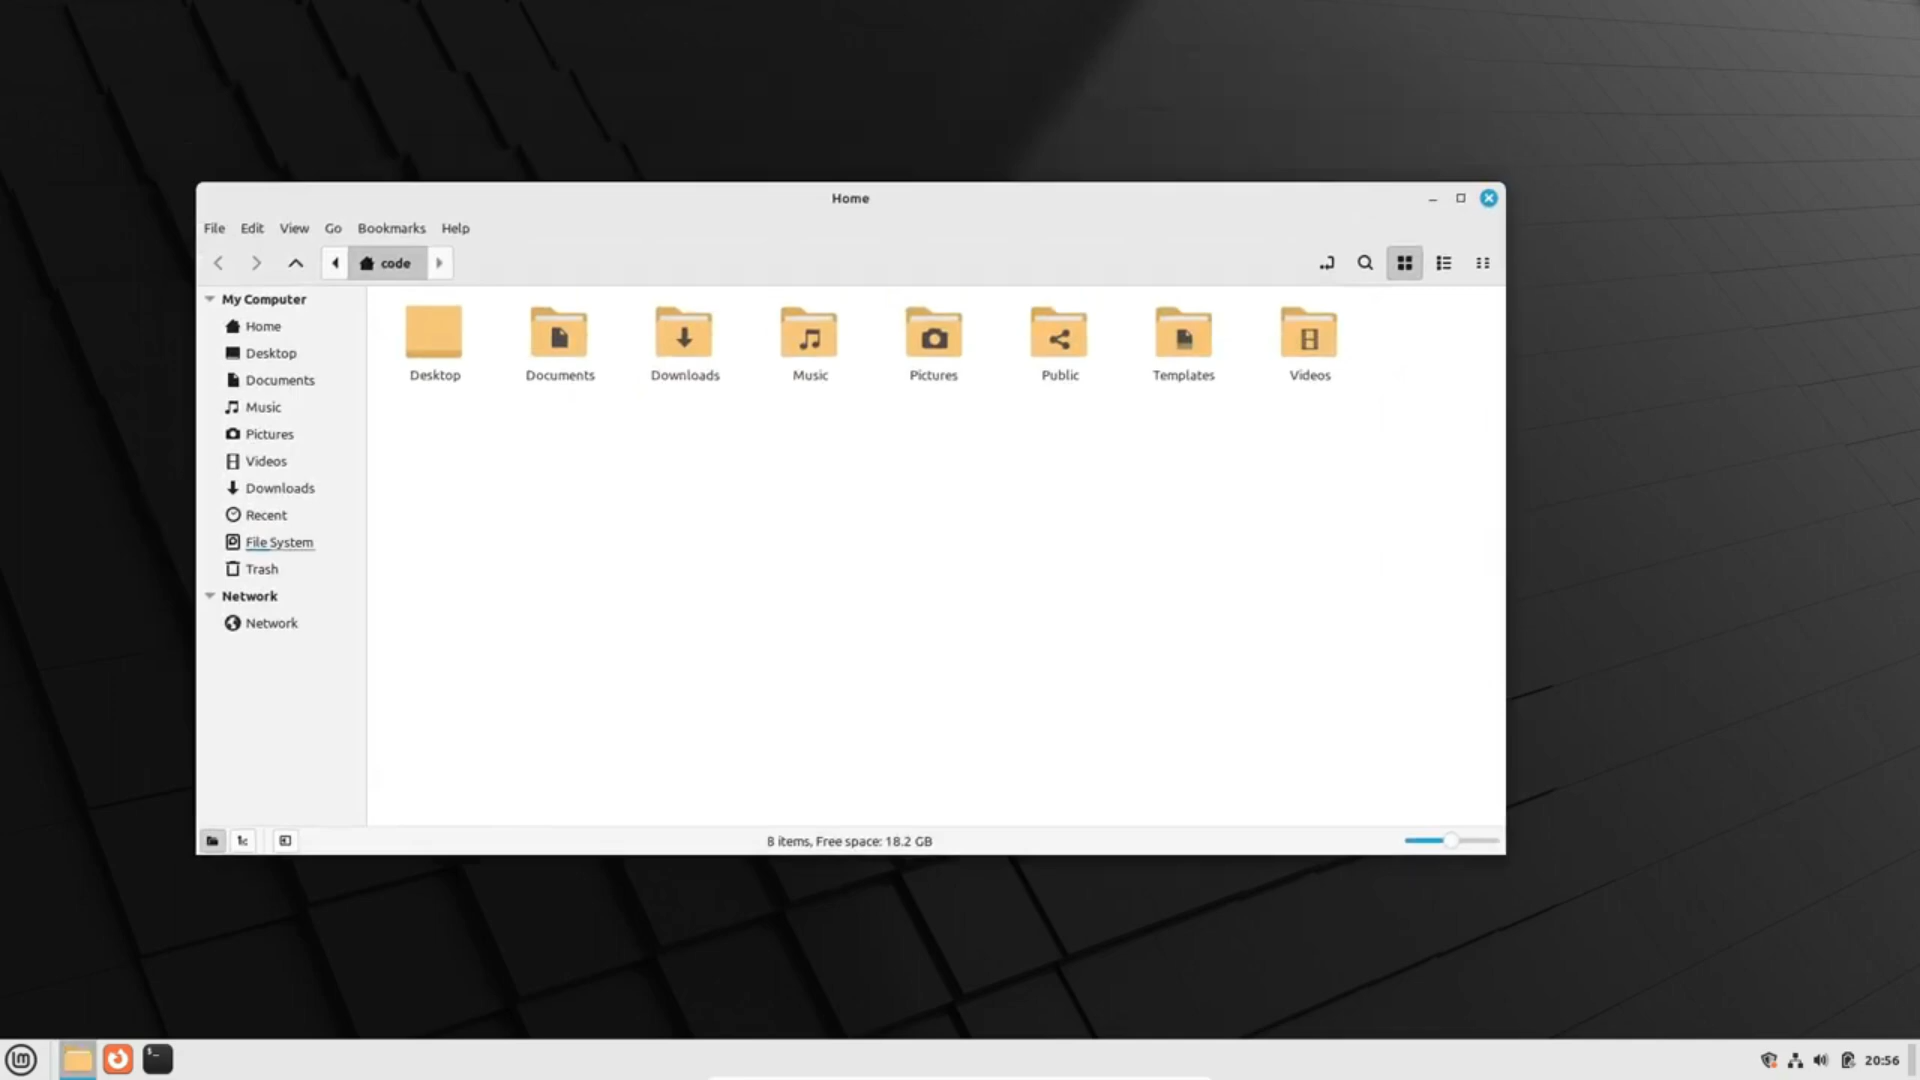 Home
File Edit View Go Bookmarks Help
code
My Computer
Home
Desktop
Documents
Music
Pictures
Videos
Downloads
Recent
File System
Trash
Network
Network
Desktop Documents Downloads Music Pictures Public Templates Videos
8 items, Free space: 18.2 GB
20:56